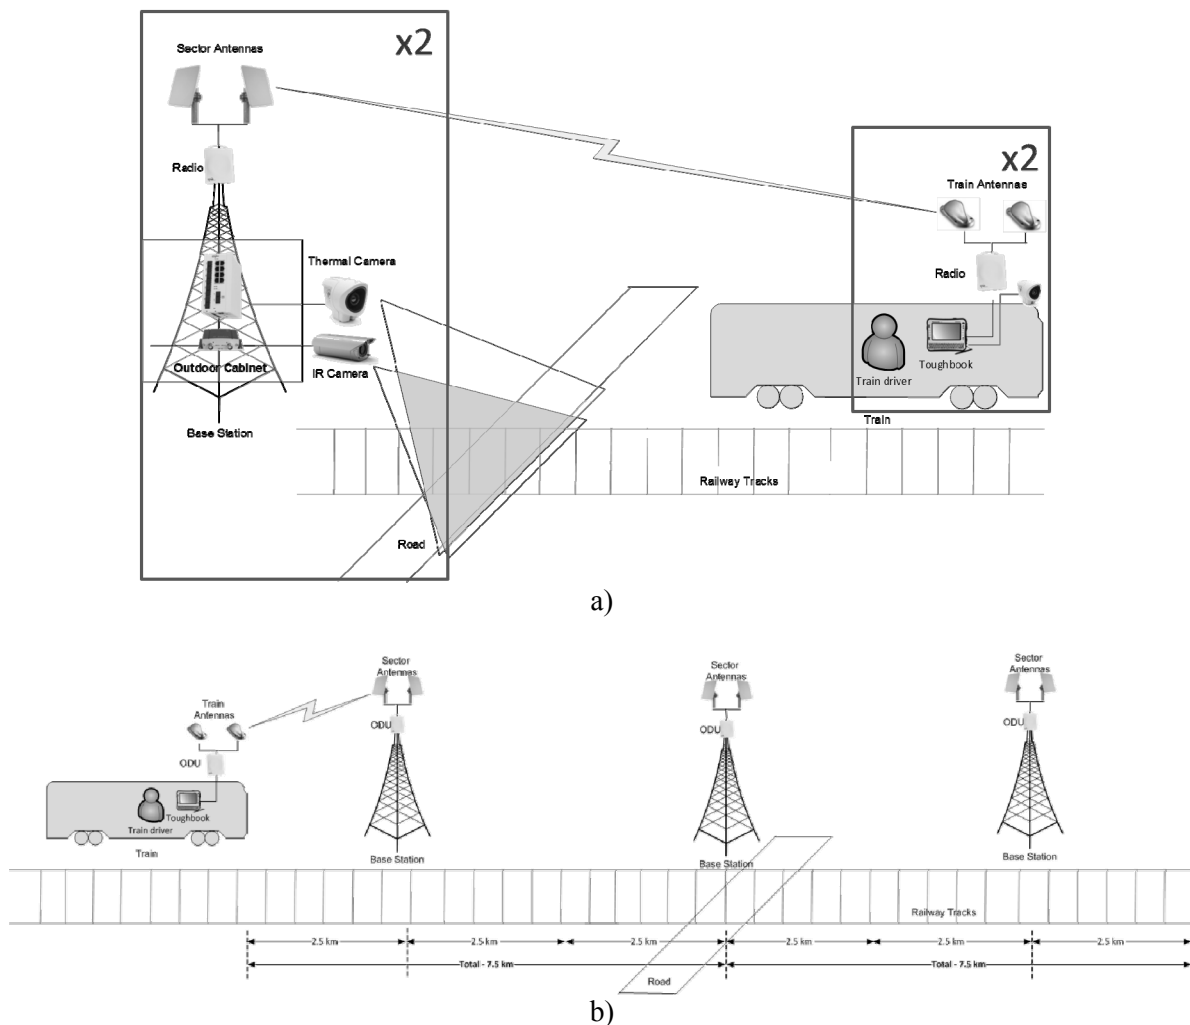 x2
Sector Antennas
x2
Train Antennas
Radio
Thermal Camera
Radio
Outdoor Cabinet
IR Camera
Toughbook
Train driver
Train
Base Station
Railway Tracks
Road
a)
Sector
Antennas
Sector
Antennas
Sector
Antennas
Train
Antennas
ODU
ODU
ODU
ODU
Toughbook
Train driver
Train
Base Station
Base Station
Base Station
Railway Tracks
2.5 km
2.5 km
2.5 km
2.5 km
2.5 km
2.5 km
Total - 7.5 km
Total - 7.5 km
Road
b)